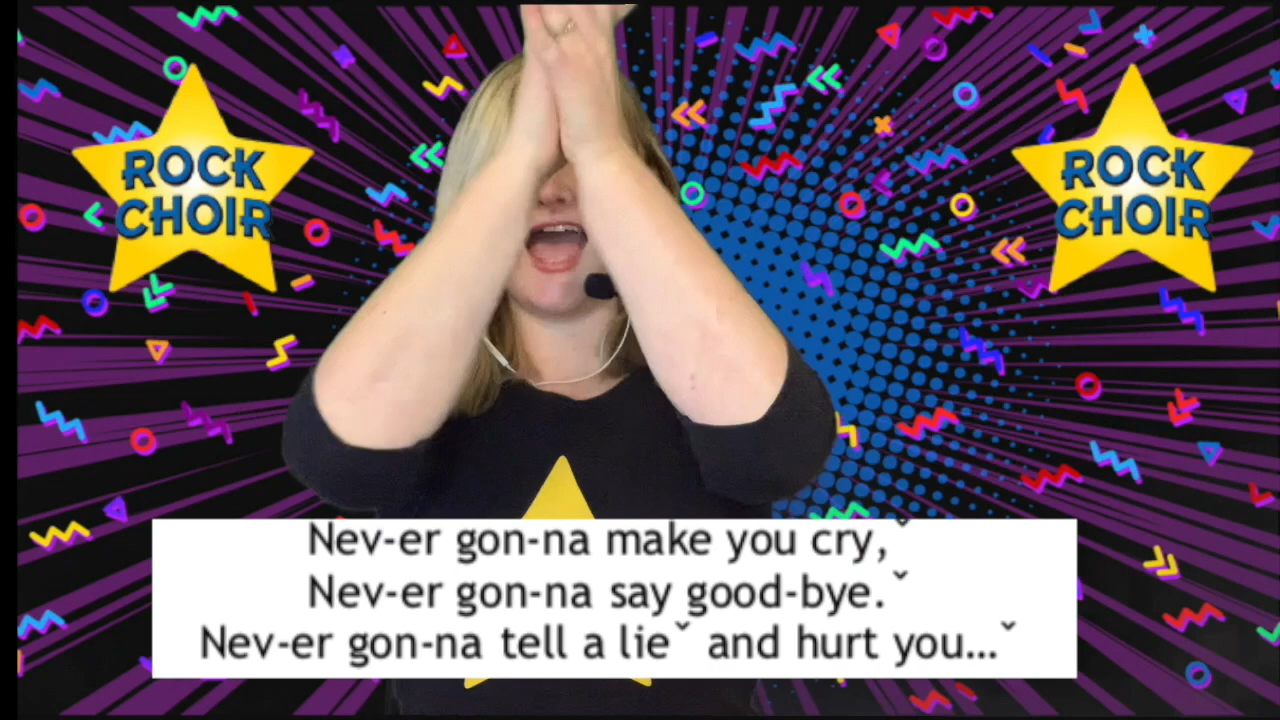 ROCK
CHOIR
ROCK
CHOIR
Nev-er gon-na make you cry,ˇ
Nev-er gon-na say good-bye.ˇ
Nev-er gon-na tell a lieˇ and hurt you...ˇ